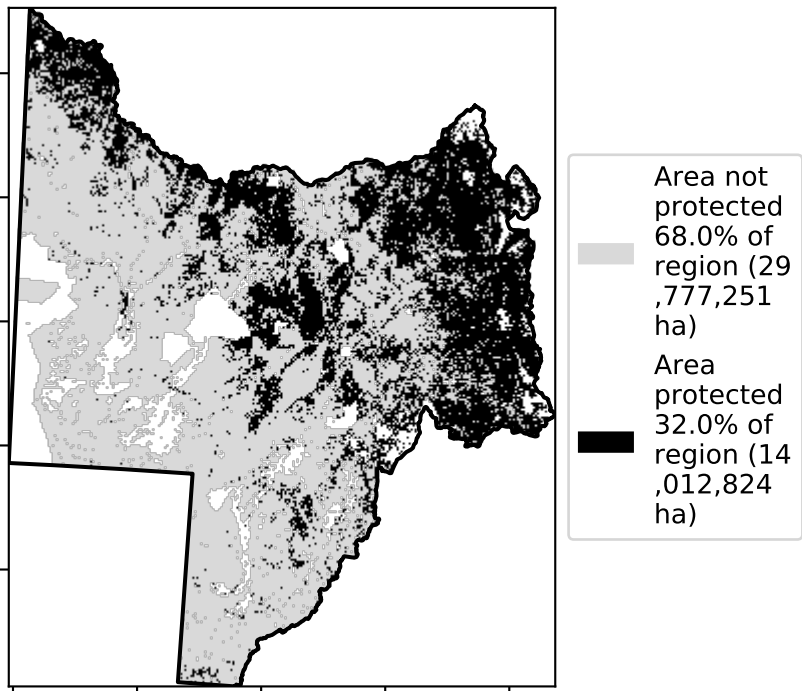 Area not
protected
68.0% of
region (29
,777,251
ha)
Area
protected
32.0% of
region (14
,012,824
ha)